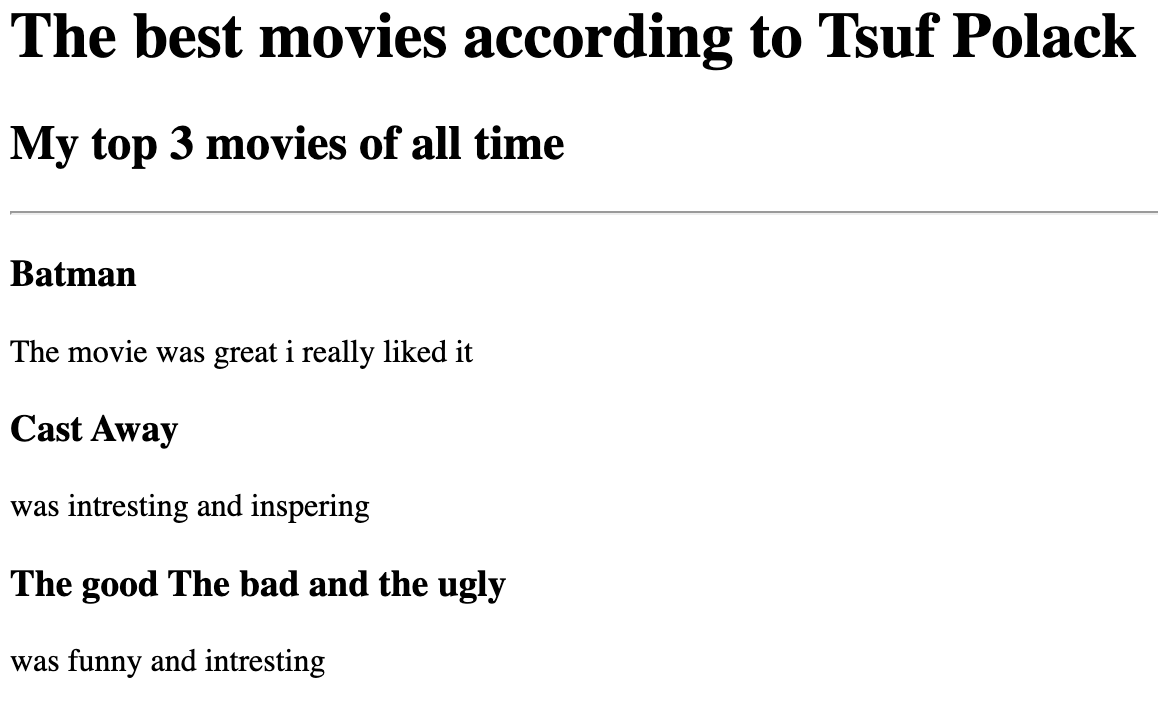 The best movies according to Tsuf Polack
My top 3 movies of all time
Batman
The movie was great i really liked it
Cast Away
was intresting and inspering
The good The bad and the ugly
was funny and intresting